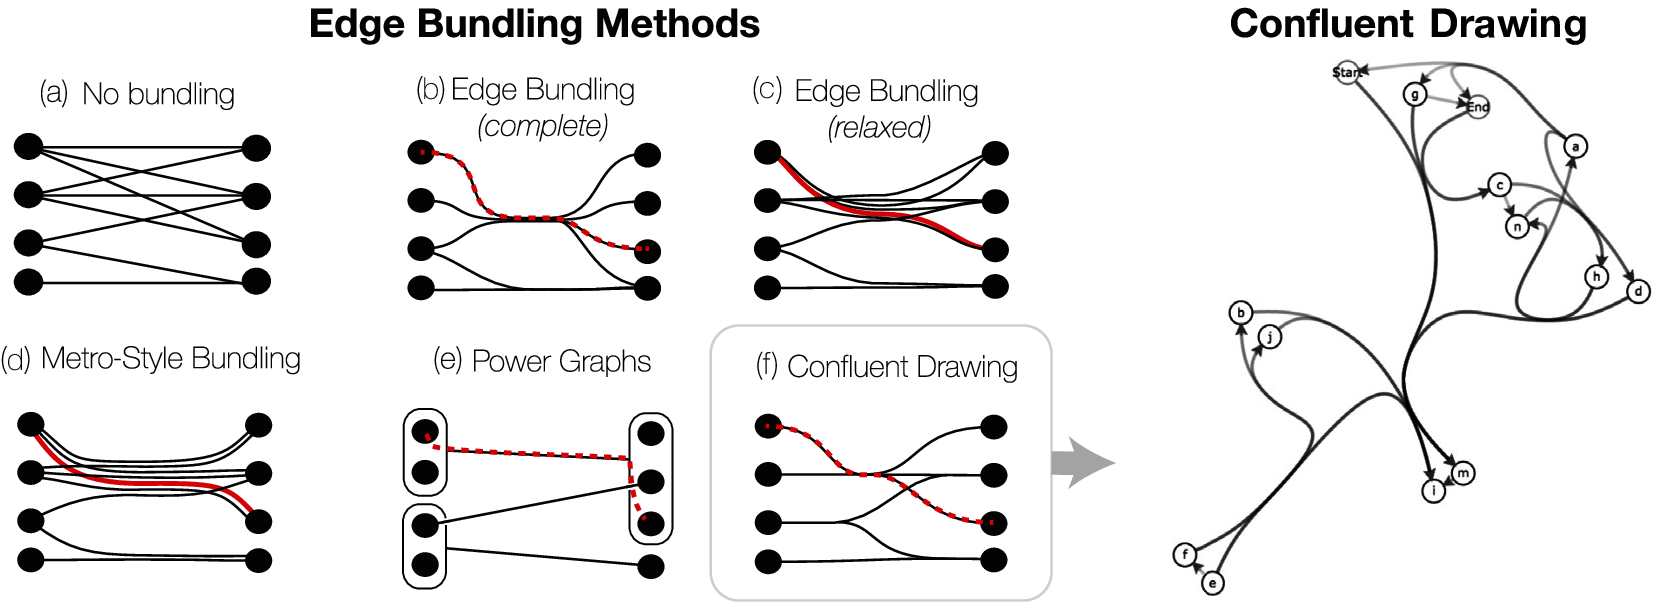 Edge Bundling Methods
Confluent Drawing
(a) No bundling
(b) Edge Bundling
(complete)
(c) Edge Bundling
(relaxed)
(d) Metro-Style Bundling
(e) Power Graphs
(f) Confluent Drawing
Start
g
End
a
c
n
h
d
b
j
m
i
f
e